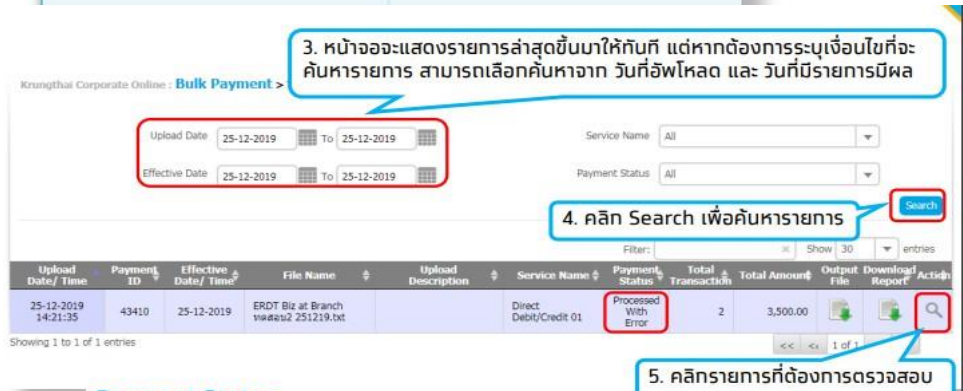 3. หน้าจอจะแสดงรายการล่าสุดขึ้นมาให้ทันที แต่หากต้องการระบุเงื่อนไขที่จะ
ค้นหารายการ สามารถเลือกค้นหาจาก วันที่อัพโหลด และ วันที่มีรายการมีผล
Krungthai Corporate Online : Bulk Payment >
Upload Date 25-12-2019 To 25-12-2019 Service Name All
Effective Date 25-12-2019 To 25-12-2019 Payment Status All
Search
4. คลิก Search เพื่อค้นหารายการ
Filter: Show 30 entries
Upload Date/ Time Payment ID Effective Date/ Time File Name Upload Description Service Name Payment Status Total Transaction Total Amount Output File Download Report Action
25-12-2019 14:21:35 43410 25-12-2019 ERDT Biz at Branch ทดสอบ2 251219.txt Direct Debit/Credit 01 Processed With Error 2 3,500.00
Showing 1 to 1 of 1 entries << < 1 of 1
5. คลิกรายการที่ต้องการตรวจสอบ